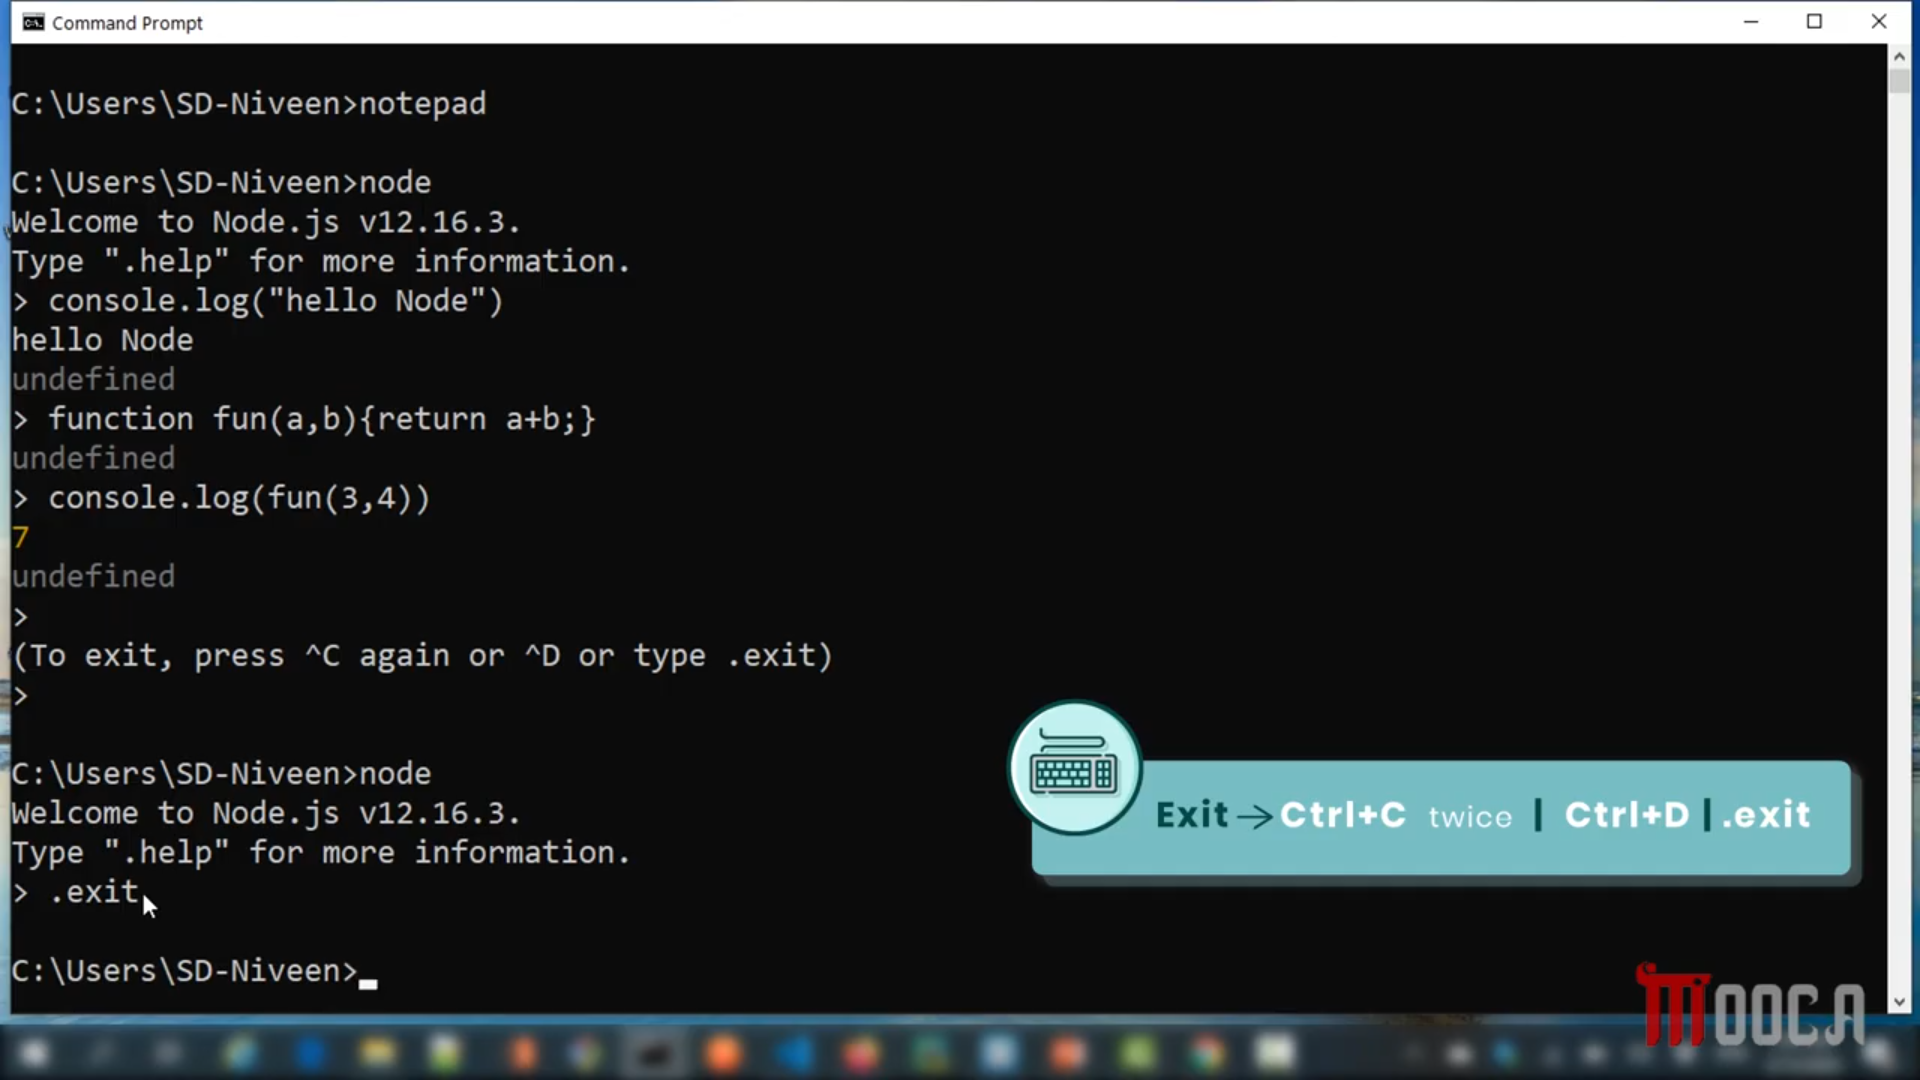 Command Prompt
C:\Users\SD-Niveen>notepad
C:\Users\SD-Niveen>node
Welcome to Node.js v12.16.3.
Type ".help" for more information.
> console.log("hello Node")
hello Node
undefined
> function fun(a,b){return a+b;}
undefined
> console.log(fun(3,4))
7
undefined
>
(To exit, press ^C again or ^D or type .exit)
>
C:\Users\SD-Niveen>node
Welcome to Node.js v12.16.3.
Type ".help" for more information.
> .exit
C:\Users\SD-Niveen>
Exit → Ctrl+C twice | Ctrl+D | .exit
MOOCA